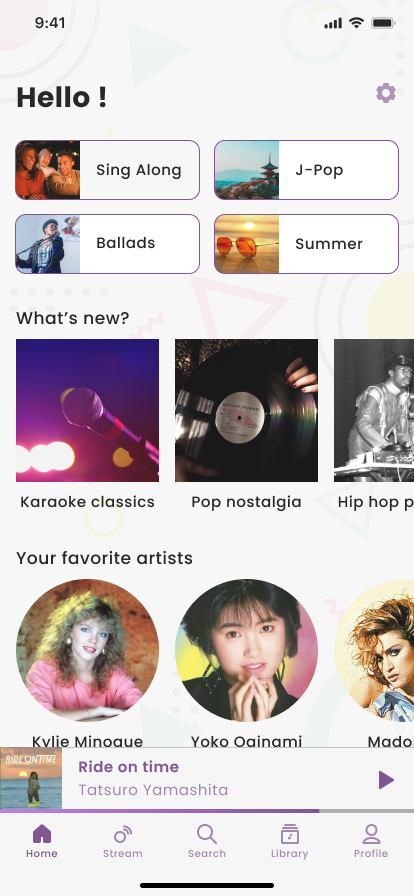 9:41
Hello !
Sing Along
J-Pop
Ballads
Summer
What's new?
Karaoke classics
Pop nostalgia
Hip hop p
Your favorite artists
Kylie Minogue
Yoko Oginami
Mado
RIDE ON TIME
Ride on time
Tatsuro Yamashita
Home
Stream
Search
Library
Profile